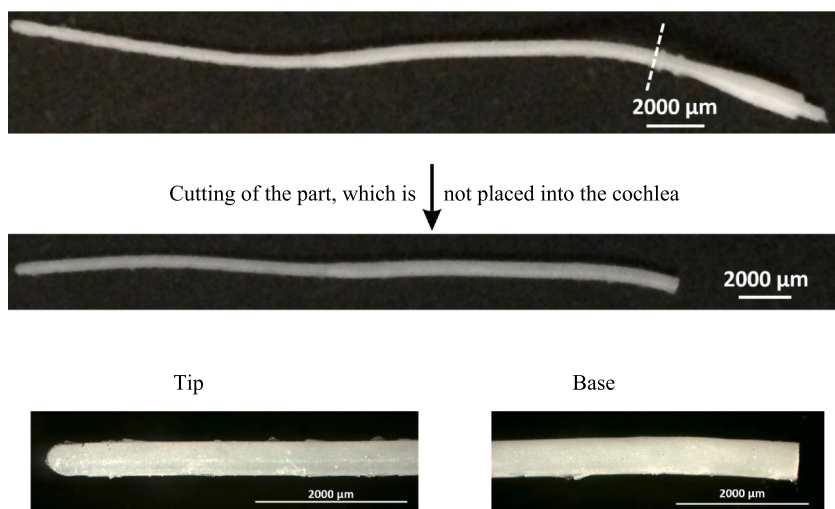 2000 µm
Cutting of the part, which is not placed into the cochlea
2000 µm
Tip Base
2000 µm 2000 µm